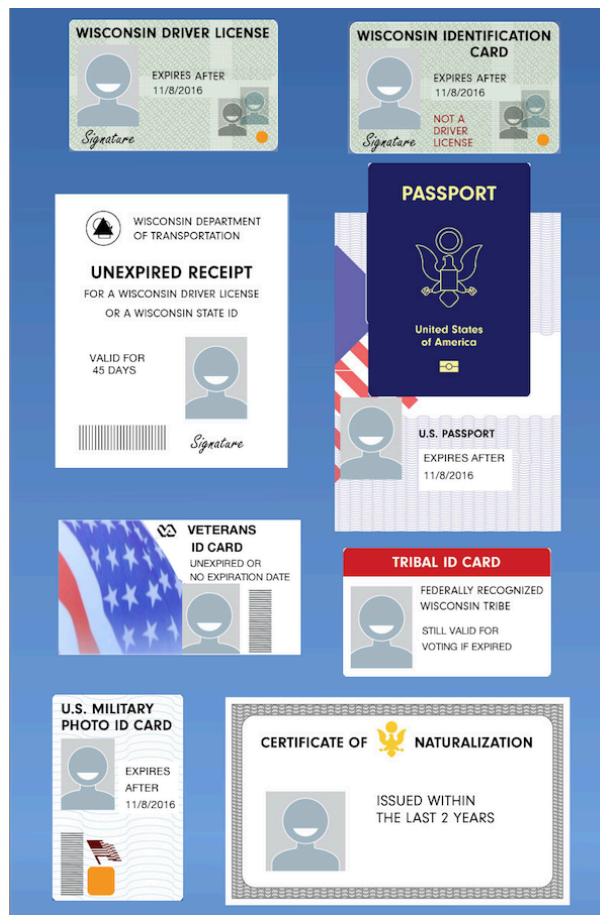 WISCONSIN DRIVER LICENSE
EXPIRES AFTER
11/8/2016
Signature
WISCONSIN IDENTIFICATION
CARD
EXPIRES AFTER
11/8/2016
NOT A
DRIVER
LICENSE
Signature
WISCONSIN DEPARTMENT
OF TRANSPORTATION
UNEXPIRED RECEIPT
FOR A WISCONSIN DRIVER LICENSE
OR A WISCONSIN STATE ID
VALID FOR
45 DAYS
Signature
PASSPORT
United States
of America
U.S. PASSPORT
EXPIRES AFTER
11/8/2016
VETERANS
ID CARD
UNEXPIRED OR
NO EXPIRATION DATE
TRIBAL ID CARD
FEDERALLY RECOGNIZED
WISCONSIN TRIBE
STILL VALID FOR
VOTING IF EXPIRED
U.S. MILITARY
PHOTO ID CARD
EXPIRES
AFTER
11/8/2016
CERTIFICATE OF NATURALIZATION
ISSUED WITHIN
THE LAST 2 YEARS